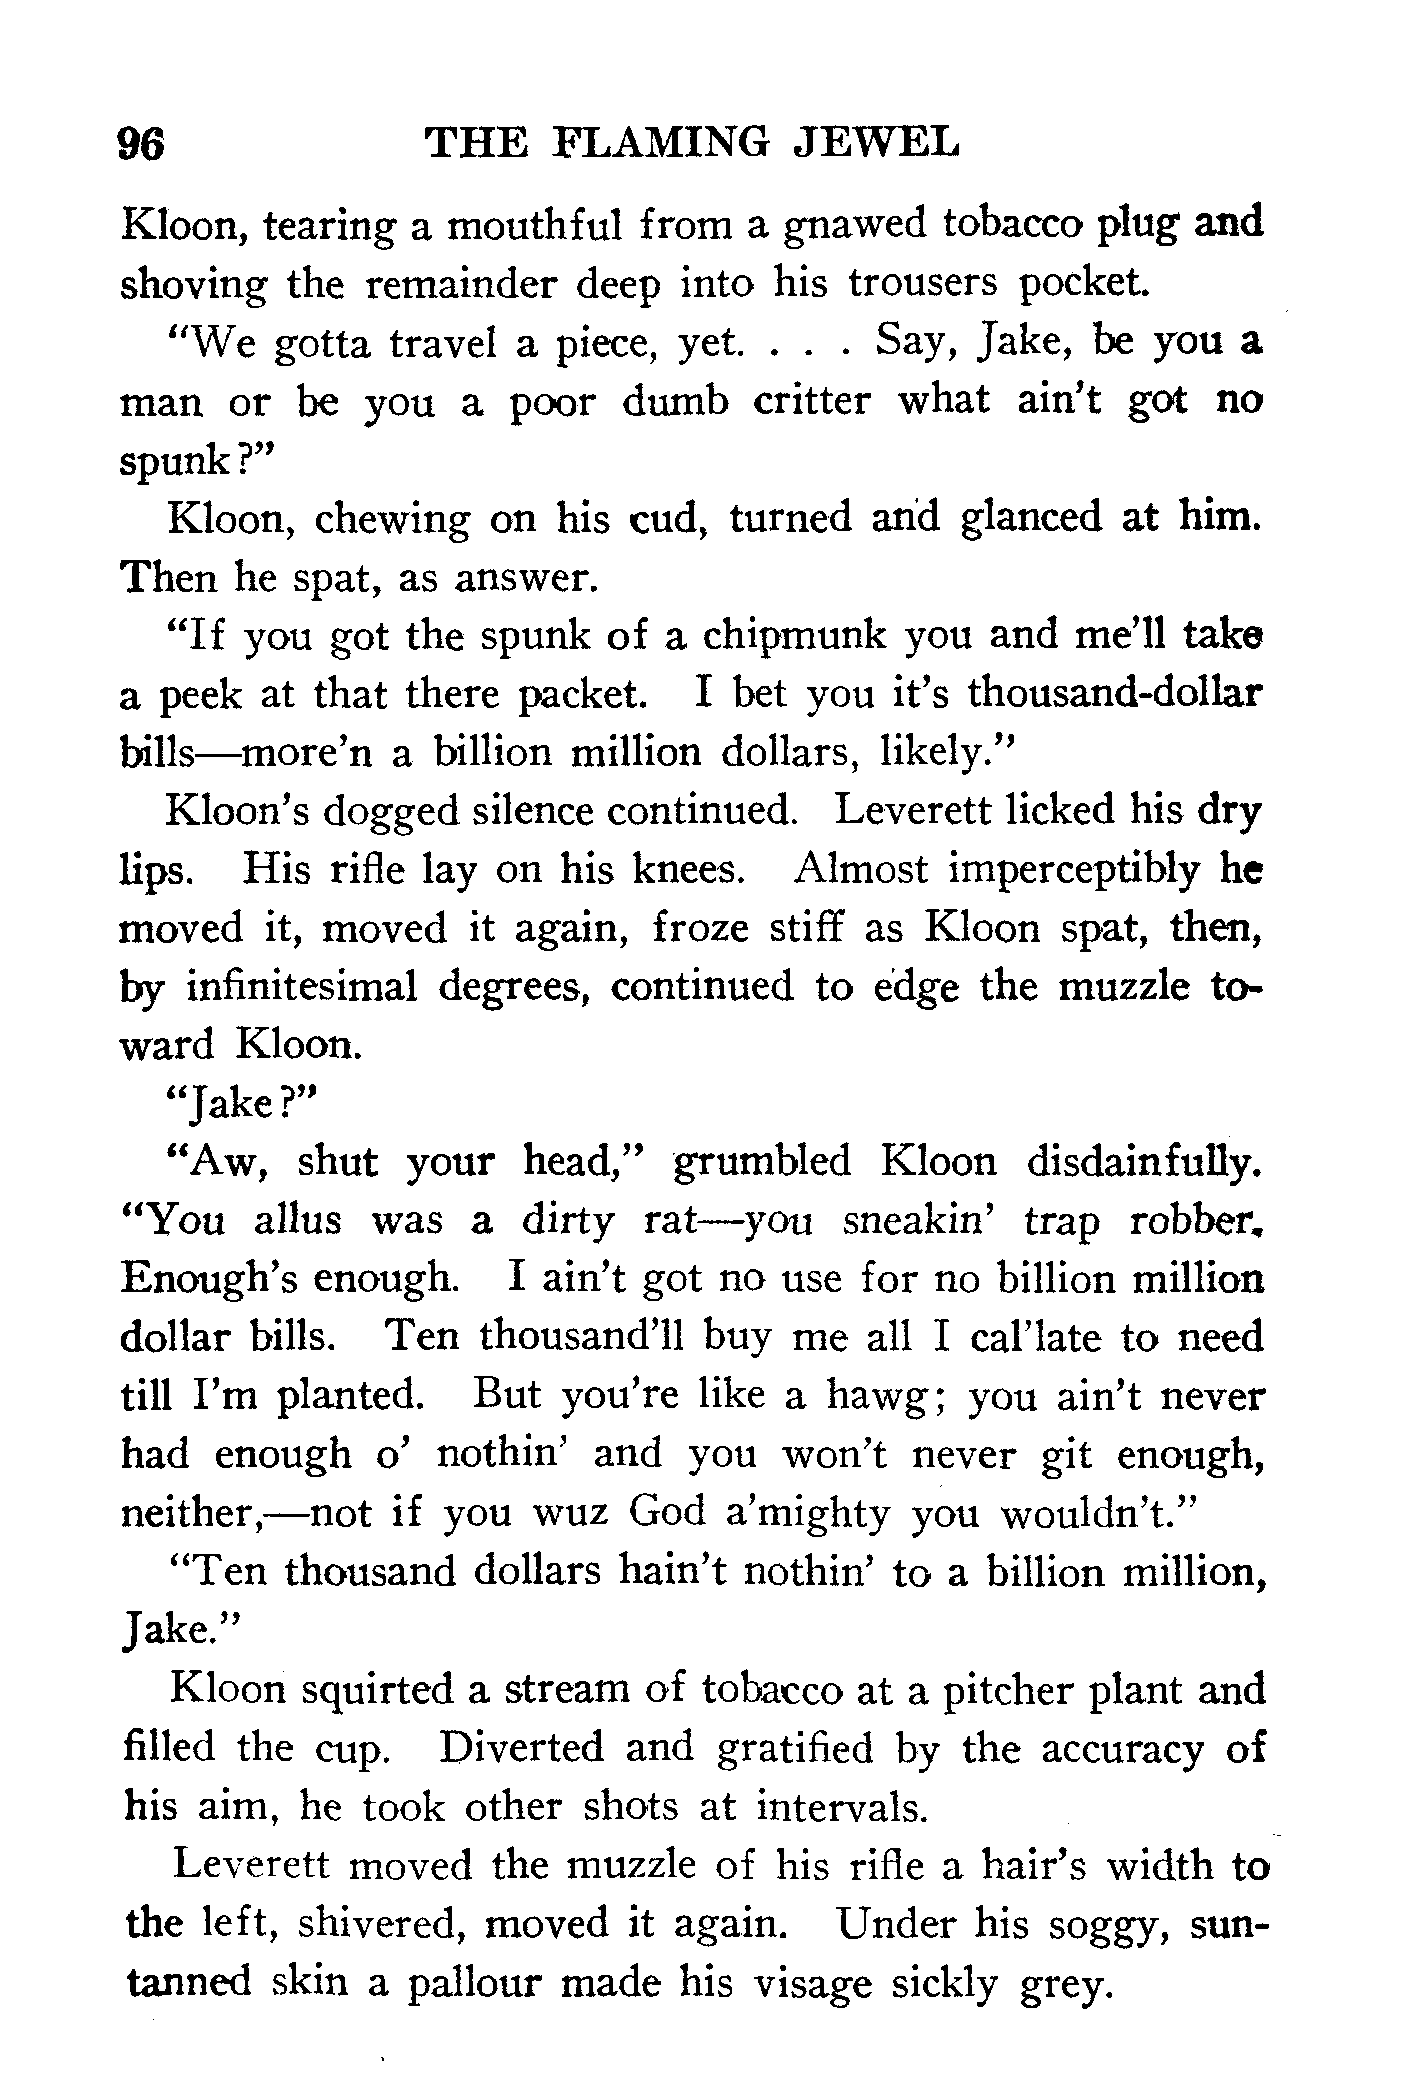 96 THE FLAMING JEWEL
Kloon, tearing a mouthful from a gnawed tobacco plug and
shoving the remainder deep into his trousers pocket.
“We gotta travel a piece, yet. . . . Say, Jake, be you a
man or be you a poor dumb critter what ain’t got no
spunk?”
Kloon, chewing on his cud, turned and glanced at him.
Then he spat, as answer.
“If you got the spunk of a chipmunk you and me’ll take
a peek at that there packet. I bet you it’s thousand-dollar
bills—more’n a billion million dollars, likely.”
Kloon’s dogged silence continued. Leverett licked his dry
lips. His rifle lay on his knees. Almost imperceptibly he
moved it, moved it again, froze stiff as Kloon spat, then,
by infinitesimal degrees, continued to edge the muzzle to-
ward Kloon.
“Jake?”
“Aw, shut your head,” grumbled Kloon disdainfully.
“You allus was a dirty rat—you sneakin’ trap robber.
Enough’s enough. I ain’t got no use for no billion million
dollar bills. Ten thousand’ll buy me all I cal’late to need
till I’m planted. But you’re like a hawg; you ain’t never
had enough o’ nothin’ and you won’t never git enough,
neither,—not if you wuz God a’mighty you wouldn’t.”
“Ten thousand dollars hain’t nothin’ to a billion million,
Jake.”
Kloon squirted a stream of tobacco at a pitcher plant and
filled the cup. Diverted and gratified by the accuracy of
his aim, he took other shots at intervals.
Leverett moved the muzzle of his rifle a hair’s width to
the left, shivered, moved it again. Under his soggy, sun-
tanned skin a pallour made his visage sickly grey.